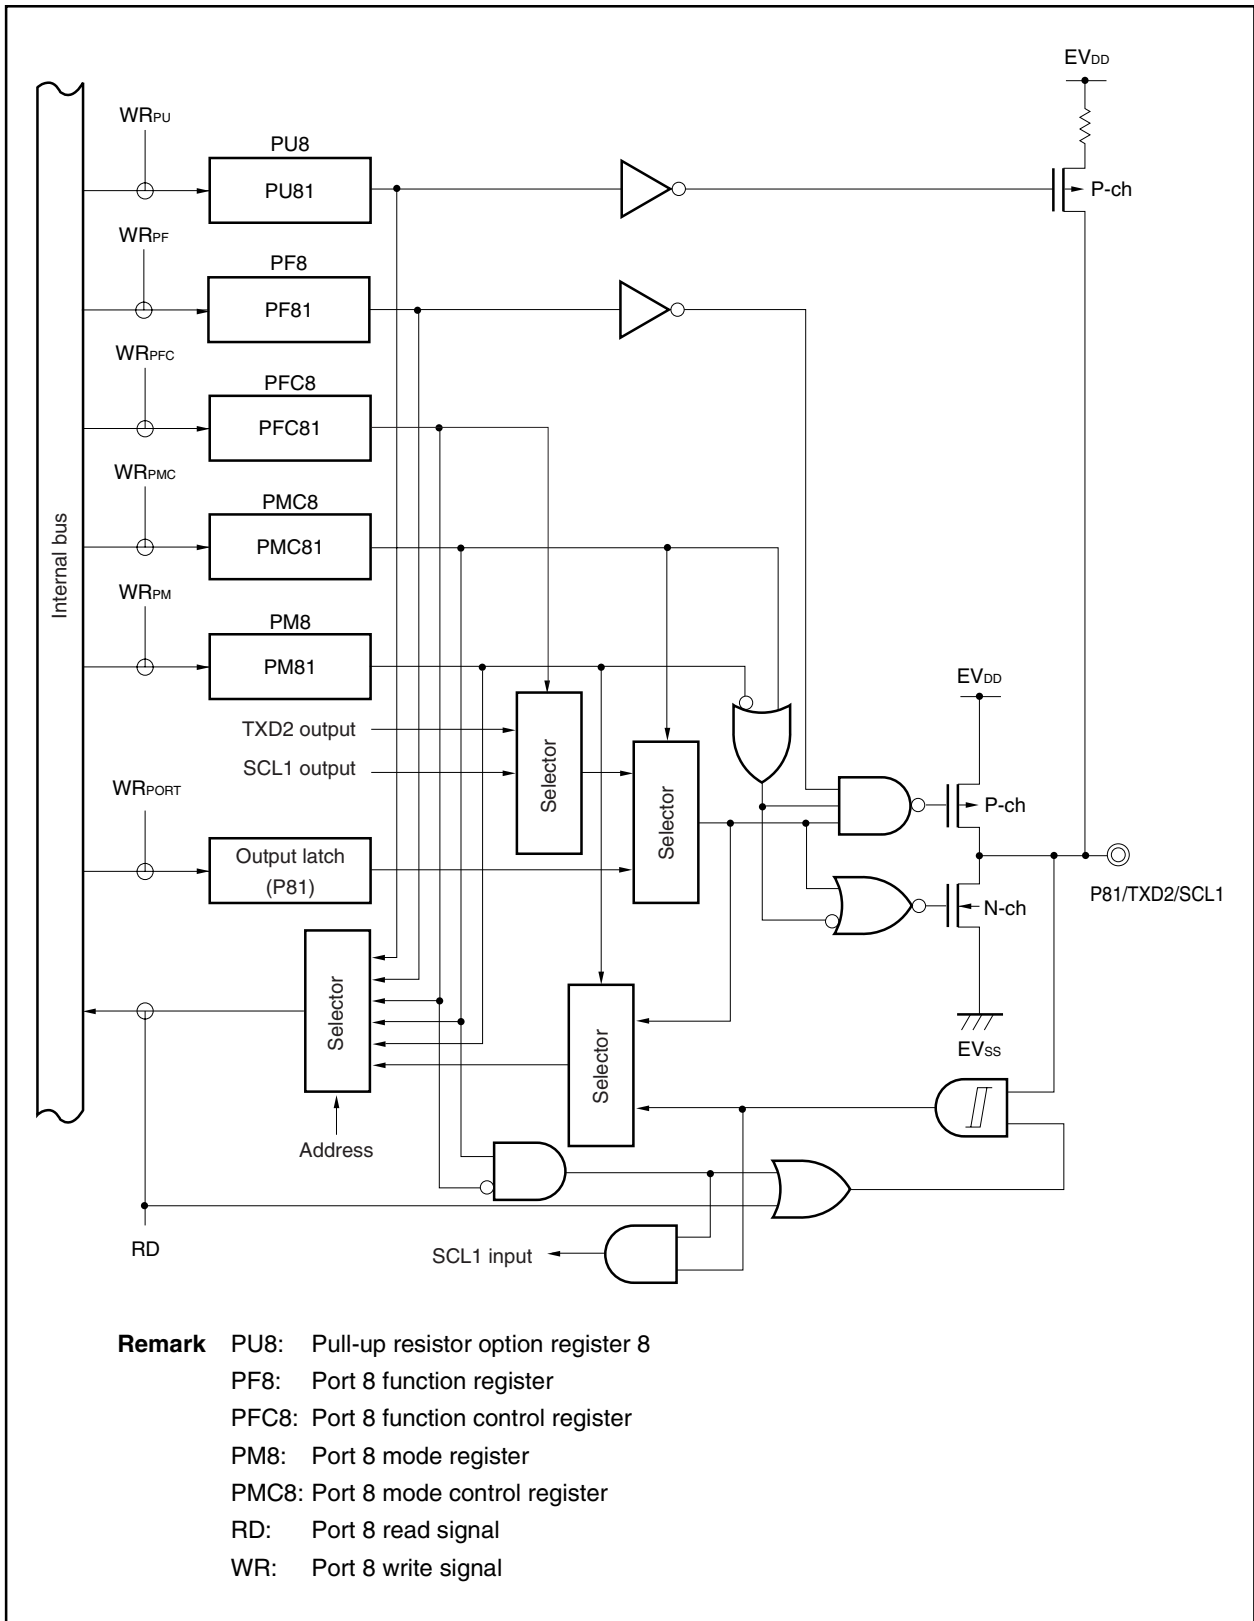 EVDD
WRPU
PU8
PU81
P-ch
WRPF
PF8
PF81
WRPFC
PFC8
PFC81
WRPMC
PMC8
PMC81
Internal bus
WRPM
PM8
PM81
EVDD
TXD2 output
SCL1 output
Selector
Selector
WRPORT
P-ch
Output latch
(P81)
P81/TXD2/SCL1
N-ch
Selector
Selector
EVSS
Address
RD
SCL1 input
Remark PU8: Pull-up resistor option register 8
PF8: Port 8 function register
PFC8: Port 8 function control register
PM8: Port 8 mode register
PMC8: Port 8 mode control register
RD: Port 8 read signal
WR: Port 8 write signal